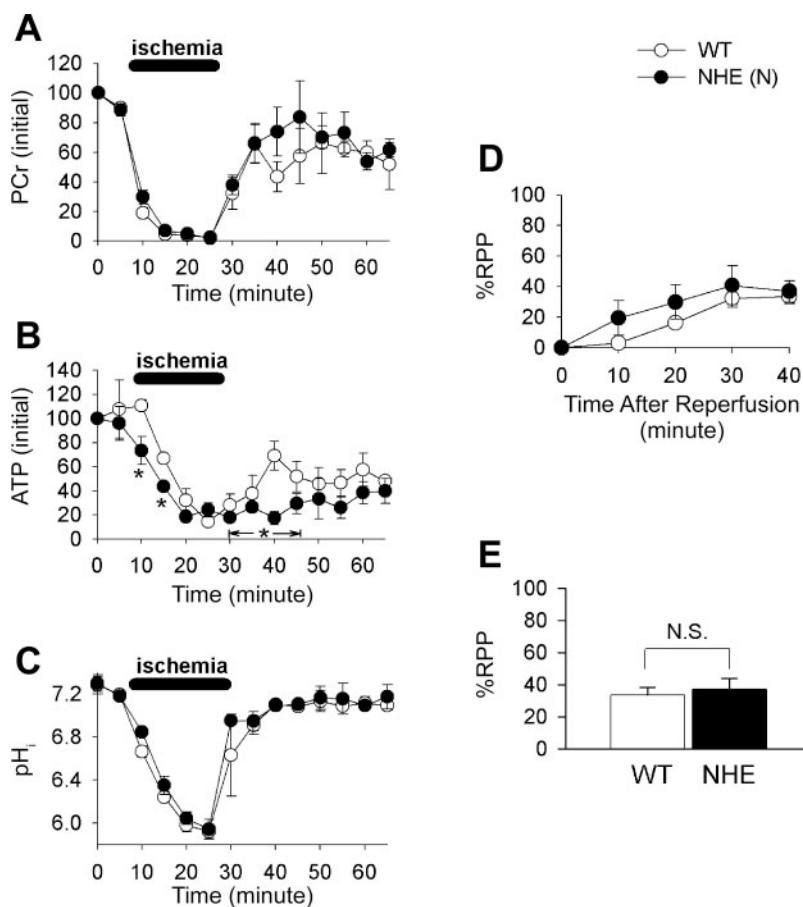 A
ischemia
120
100
80
60
40
20
0
PCr (initial)
0 10 20 30 40 50 60
Time (minute)
B
ischemia
140
120
100
80
60
40
20
0
ATP (initial)
* *
*
0 10 20 30 40 50 60
Time (minute)
C
ischemia
7.2
6.8
6.4
6.0
pHi
0 10 20 30 40 50 60
Time (minute)
WT
NHE (N)
D
100
80
60
40
20
0
%RPP
0 10 20 30 40
Time After Reperfusion
(minute)
E
100
80
60
40
20
0
%RPP
N.S.
WT NHE